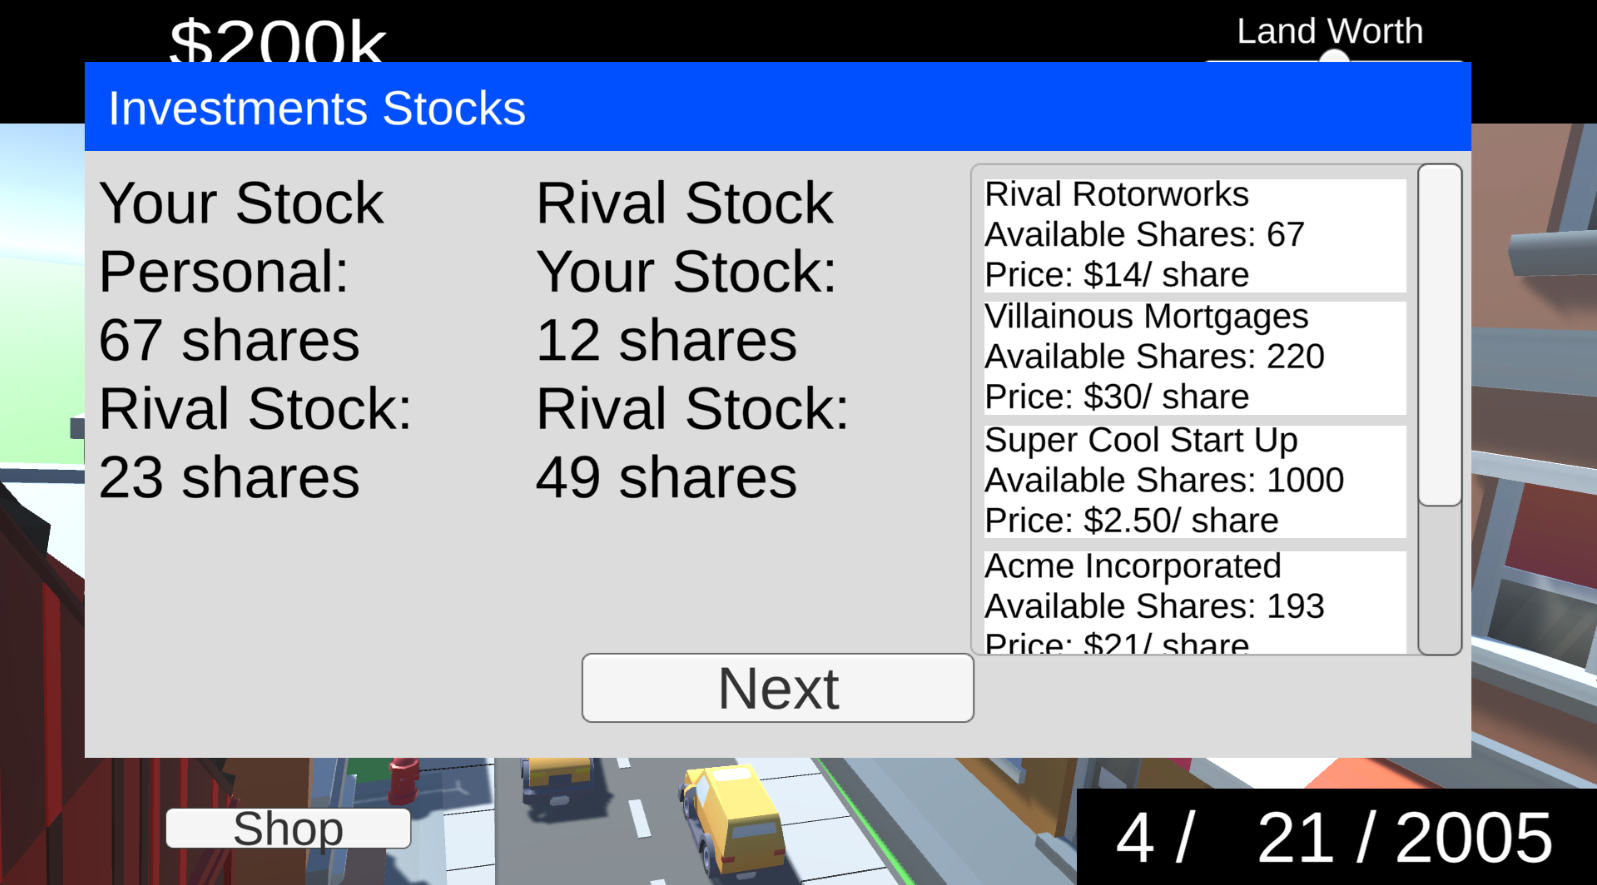 $200k
Land Worth
Investments Stocks
Your Stock
Personal:
67 shares
Rival Stock:
23 shares
Rival Stock
Your Stock:
12 shares
Rival Stock:
49 shares
Rival Rotorworks
Available Shares: 67
Price: $14/ share
Villainous Mortgages
Available Shares: 220
Price: $30/ share
Super Cool Start Up
Available Shares: 1000
Price: $2.50/ share
Acme Incorporated
Available Shares: 193
Price: $21/ share
Next
Shop
4 / 21 / 2005